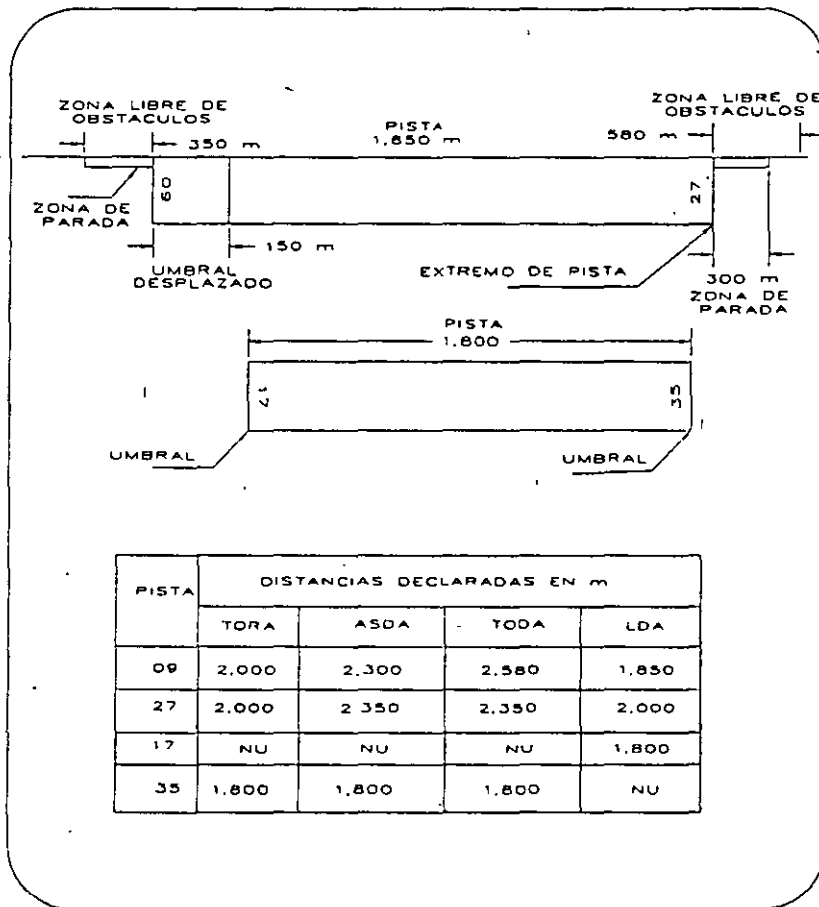 ZONA LIBRE DE
OBSTACULOS
350 m
PISTA
1,850 m
ZONA LIBRE DE
OBSTACULOS
580 m
60
27
ZONA DE
PARADA
150 m
UMBRAL
DESPLAZADO
EXTREMO DE PISTA
300 m
ZONA DE
PARADA
PISTA
1,800
17
35
UMBRAL
UMBRAL
PISTA
DISTANCIAS DECLARADAS EN m
TORA ASDA TODA LDA
09 2,000 2,300 2,580 1,850
27 2,000 2 350 2,350 2,000
17 NU NU NU 1,800
35 1,800 1,800 1,800 NU